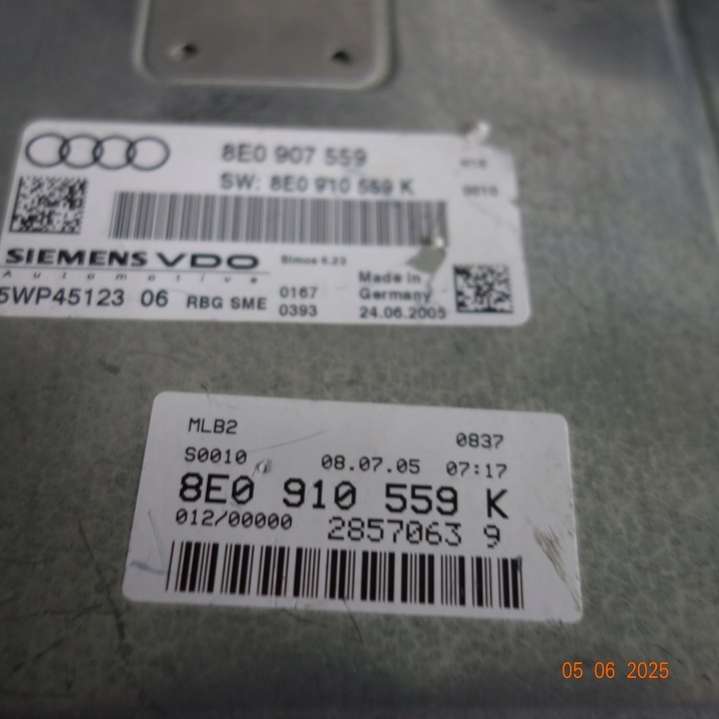 8E0 907 559
SW: 8E0 910 559 K
0010
SIEMENS VDO
Automotive
Simos 6.23
5WP45123 06 RBG SME
0167
0393
Made in
Germany
24.06.2005
MLB2
0837
S0010
08.07.05 07:17
8E0 910 559 K
012/00000
2857063 9
05 06 2025